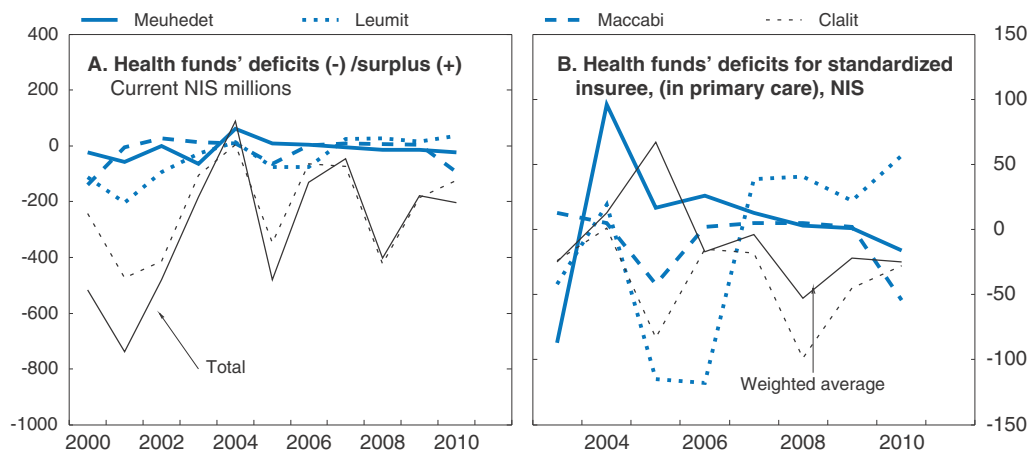 Meuhedet Leumit Maccabi Clalit
A. Health funds' deficits (-) /surplus (+)
Current NIS millions
400
200
0
-200
-400
-600
-800
-1000
Total
2000 2002 2004 2006 2008 2010
B. Health funds' deficits for standardized
insuree, (in primary care), NIS
150
100
50
0
-50
-100
-150
Weighted average
2004 2006 2008 2010